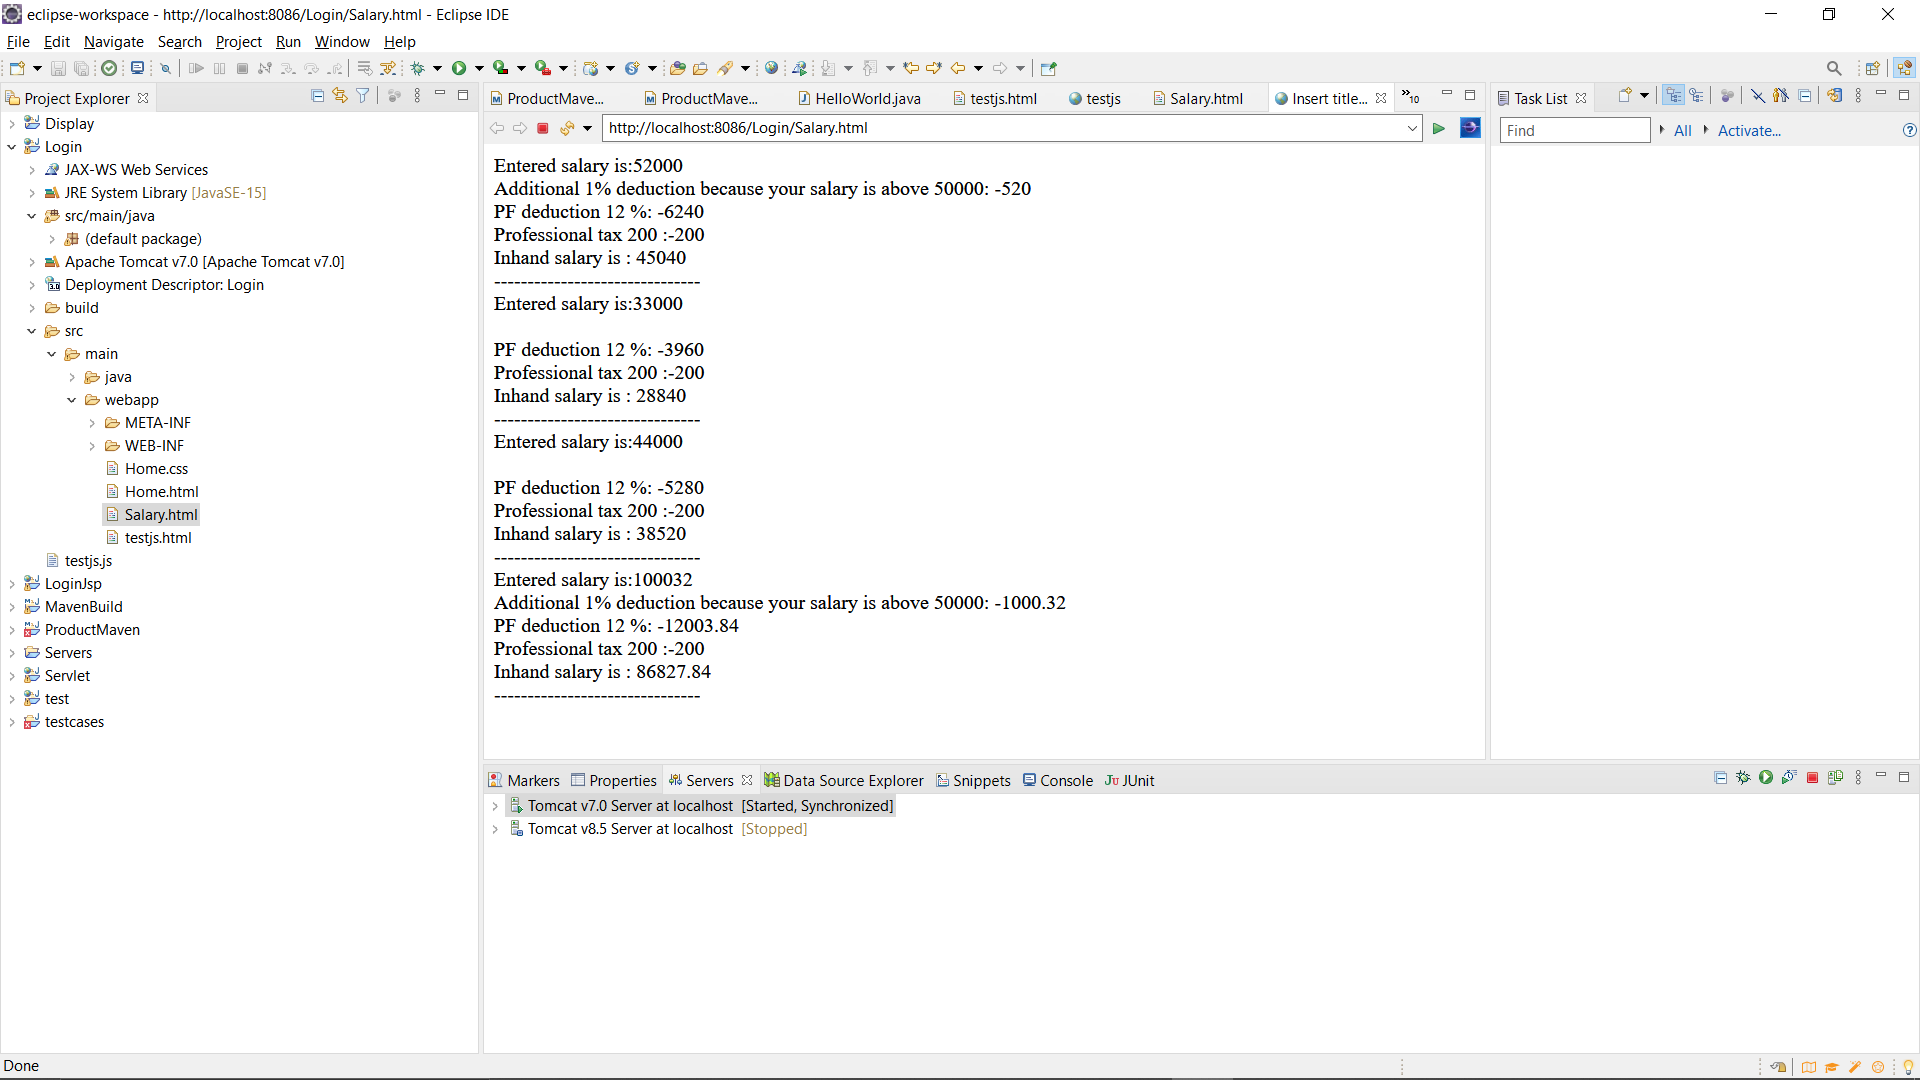 eclipse-workspace - http://localhost:8086/Login/Salary.html - Eclipse IDE
File Edit Navigate Search Project Run Window Help
Project Explorer
Display
Login
JAX-WS Web Services
JRE System Library [JavaSE-15]
src/main/java
(default package)
Apache Tomcat v7.0 [Apache Tomcat v7.0]
Deployment Descriptor: Login
build
src
main
java
webapp
META-INF
WEB-INF
Home.css
Home.html
Salary.html
testjs.html
testjs.js
LoginJsp
MavenBuild
ProductMaven
Servers
Servlet
test
testcases
ProductMave... ProductMave... HelloWorld.java testjs.html testjs Salary.html Insert title... »10
http://localhost:8086/Login/Salary.html
Entered salary is:52000
Additional 1% deduction because your salary is above 50000: -520
PF deduction 12 %: -6240
Professional tax 200 :-200
Inhand salary is : 45040
-------------------------------
Entered salary is:33000
PF deduction 12 %: -3960
Professional tax 200 :-200
Inhand salary is : 28840
-------------------------------
Entered salary is:44000
PF deduction 12 %: -5280
Professional tax 200 :-200
Inhand salary is : 38520
-------------------------------
Entered salary is:100032
Additional 1% deduction because your salary is above 50000: -1000.32
PF deduction 12 %: -12003.84
Professional tax 200 :-200
Inhand salary is : 86827.84
-------------------------------
Task List
Find All Activate...
Markers Properties Servers Data Source Explorer Snippets Console JUnit
Tomcat v7.0 Server at localhost [Started, Synchronized]
Tomcat v8.5 Server at localhost [Stopped]
Done